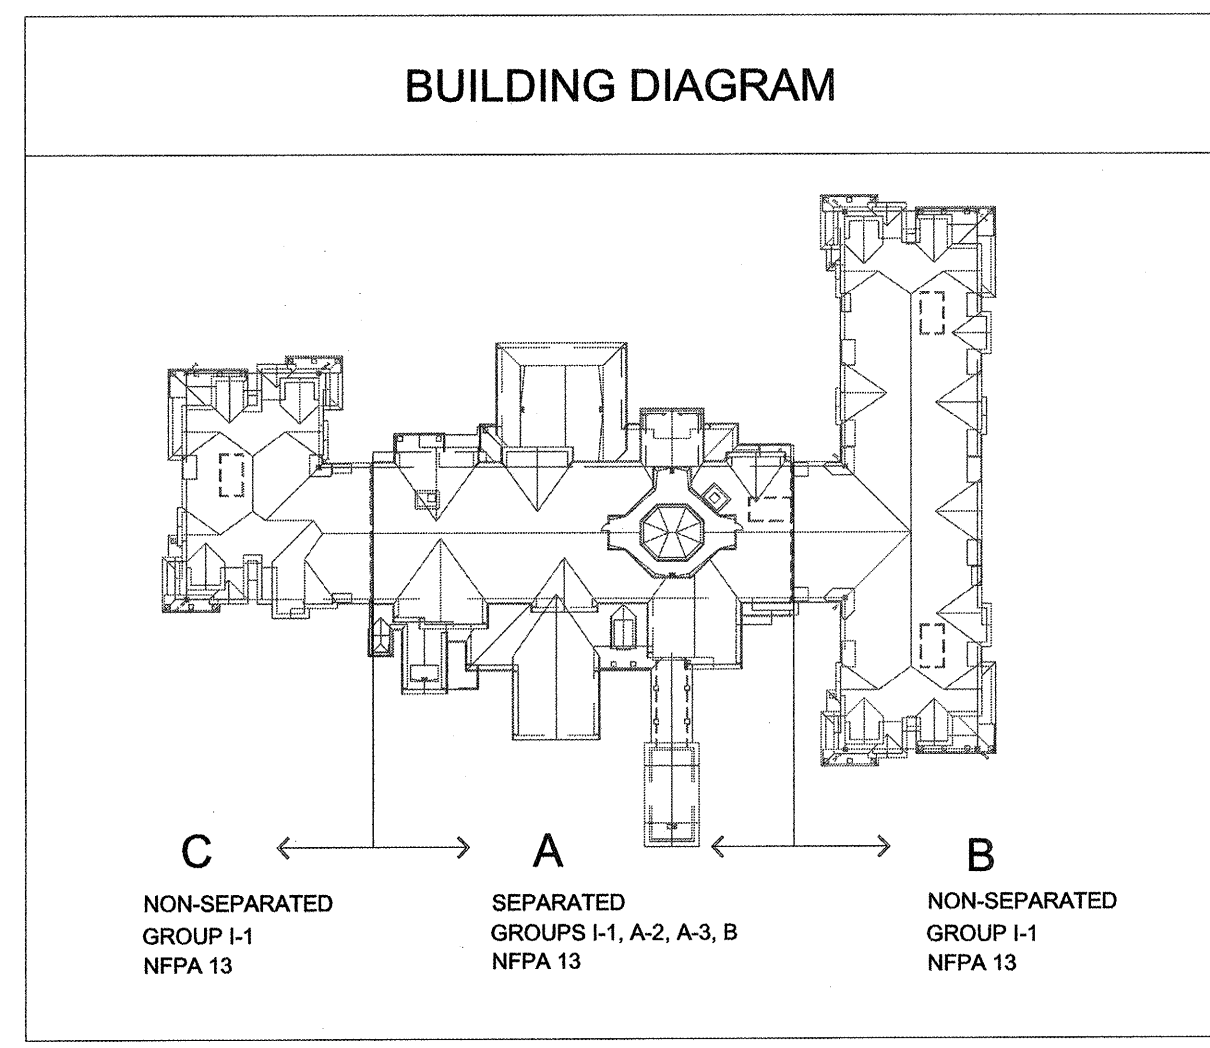 BUILDING DIAGRAM
C
NON-SEPARATED
GROUP I-1
NFPA 13
A
SEPARATED
GROUPS I-1, A-2, A-3, B
NFPA 13
B
NON-SEPARATED
GROUP I-1
NFPA 13